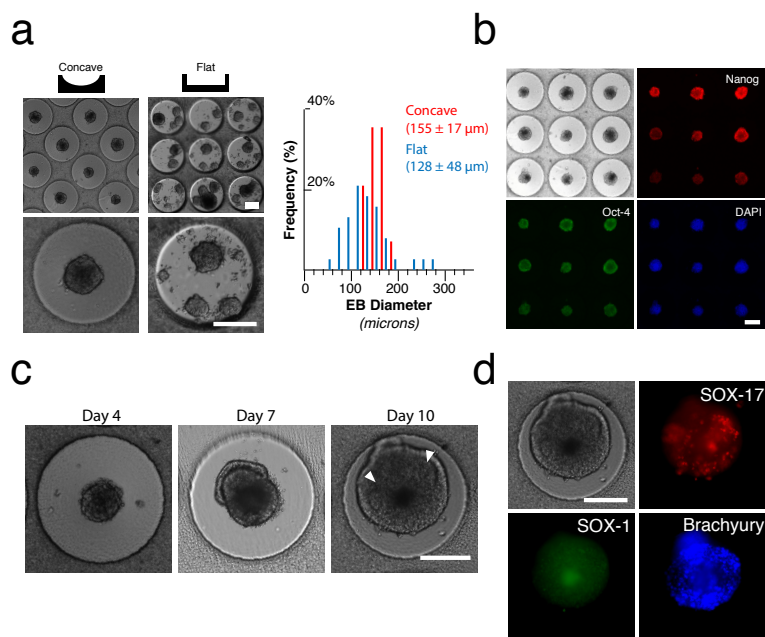 a
Concave
Flat
40%
20%
Frequency (%)
Concave
(155 ± 17 µm)
Flat
(128 ± 48 µm)
0
100
200
300
EB Diameter
(microns)
b
Nanog
Oct-4
DAPI
c
Day 4
Day 7
Day 10
d
SOX-17
SOX-1
Brachyury